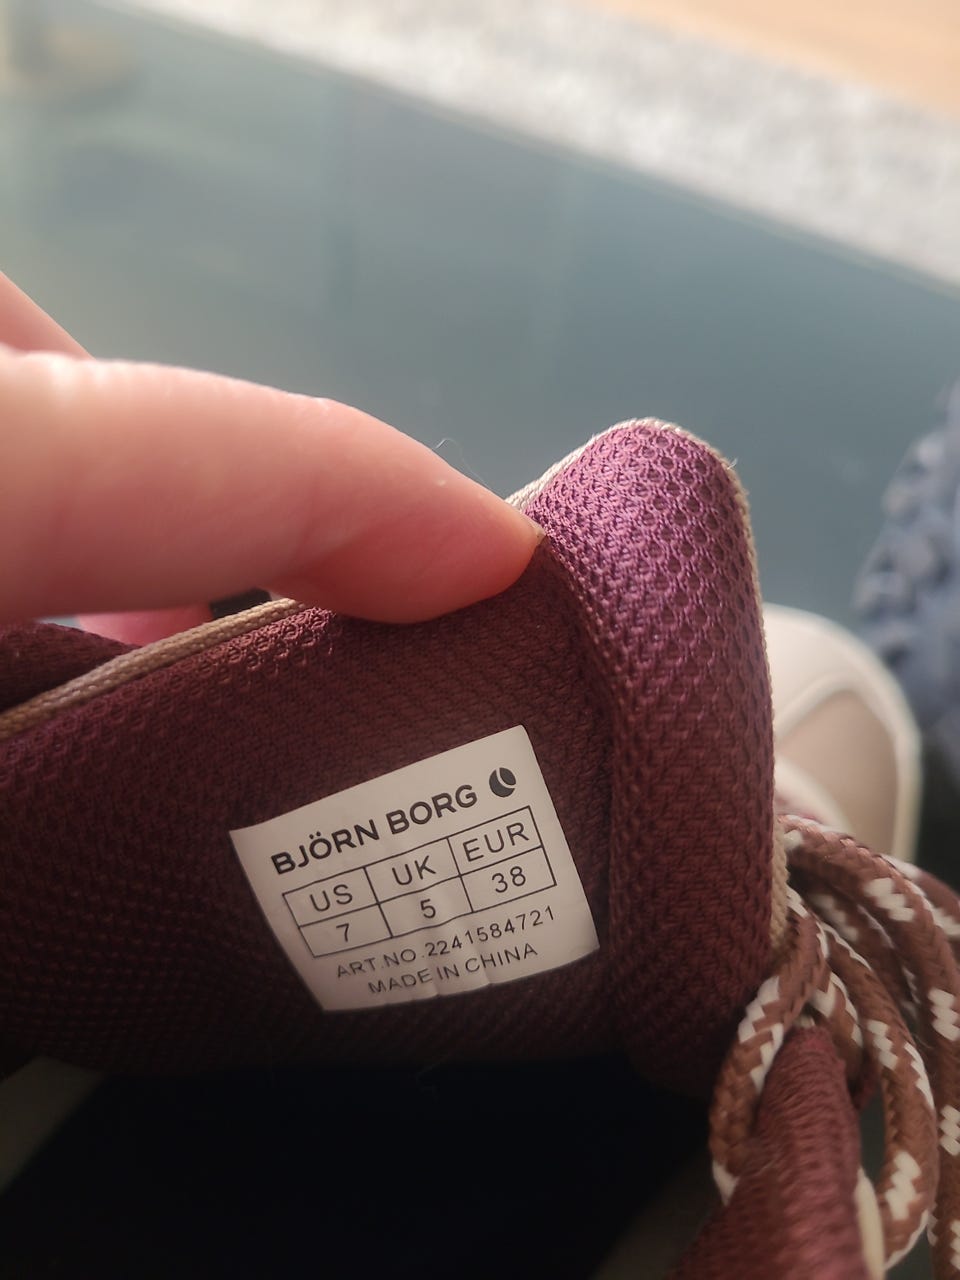 BJÖRN BORG
US UK EUR
7 5 38
ART.NO.2241584721
MADE IN CHINA